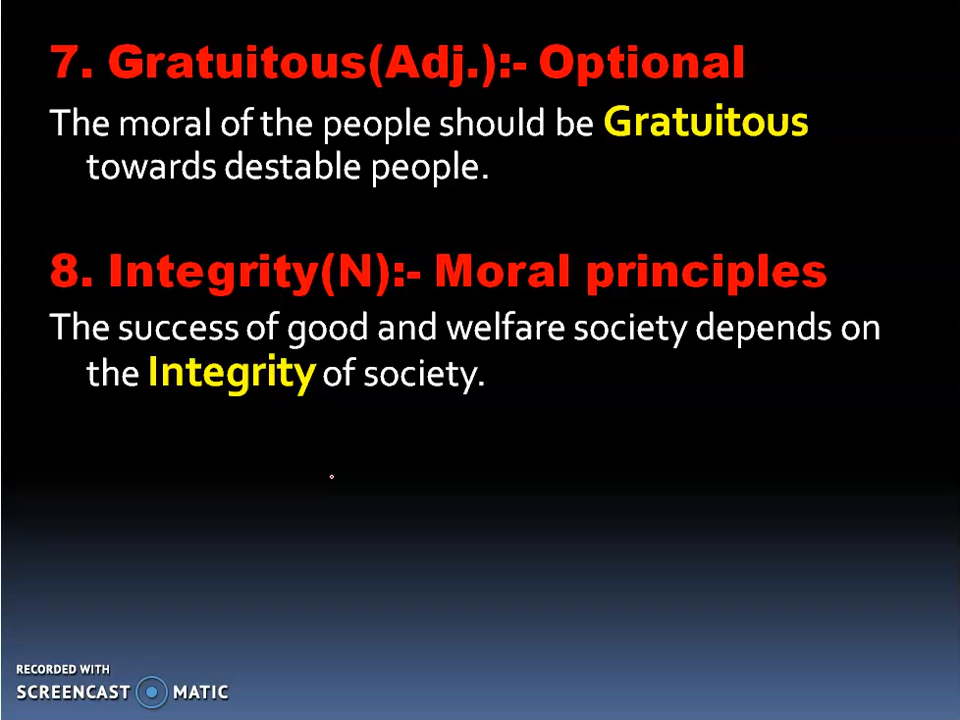 7. Gratuitous(Adj.):- Optional
The moral of the people should be Gratuitous
towards destable people.
8. Integrity(N):- Moral principles
The success of good and welfare society depends on
the Integrity of society.
RECORDED WITH
SCREENCAST MATIC